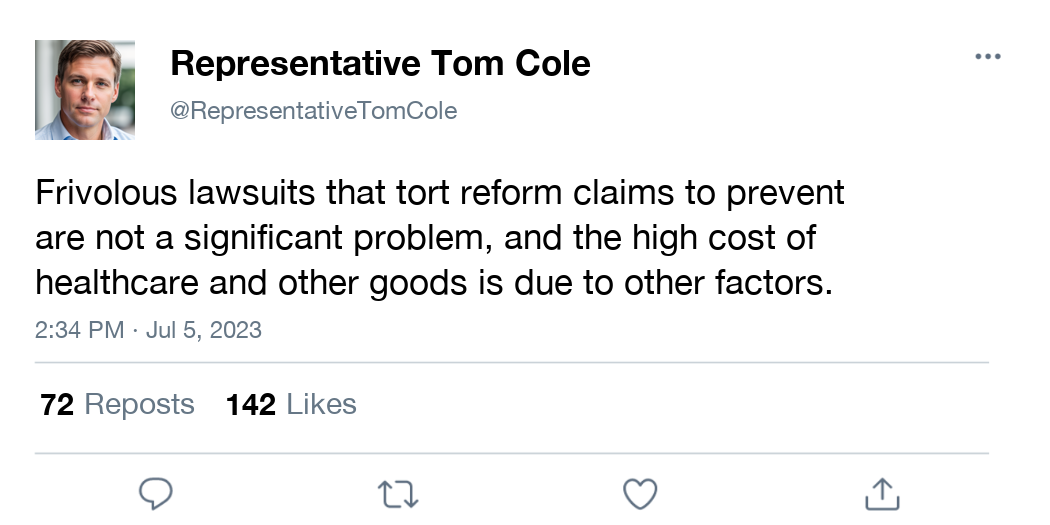 Representative Tom Cole
@RepresentativeTomCole
Frivolous lawsuits that tort reform claims to prevent
are not a significant problem, and the high cost of
healthcare and other goods is due to other factors.
2:34 PM · Jul 5, 2023
72 Reposts 142 Likes